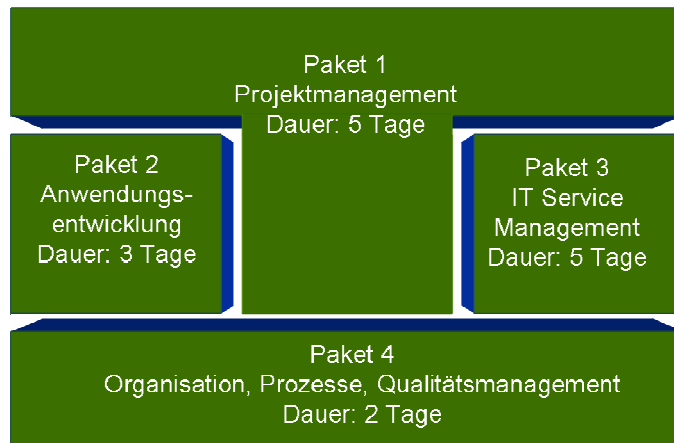 Paket 1
Projektmanagement
Dauer: 5 Tage
Paket 2
Anwendungs-
entwicklung
Dauer: 3 Tage
Paket 3
IT Service
Management
Dauer: 5 Tage
Paket 4
Organisation, Prozesse, Qualitätsmanagement
Dauer: 2 Tage